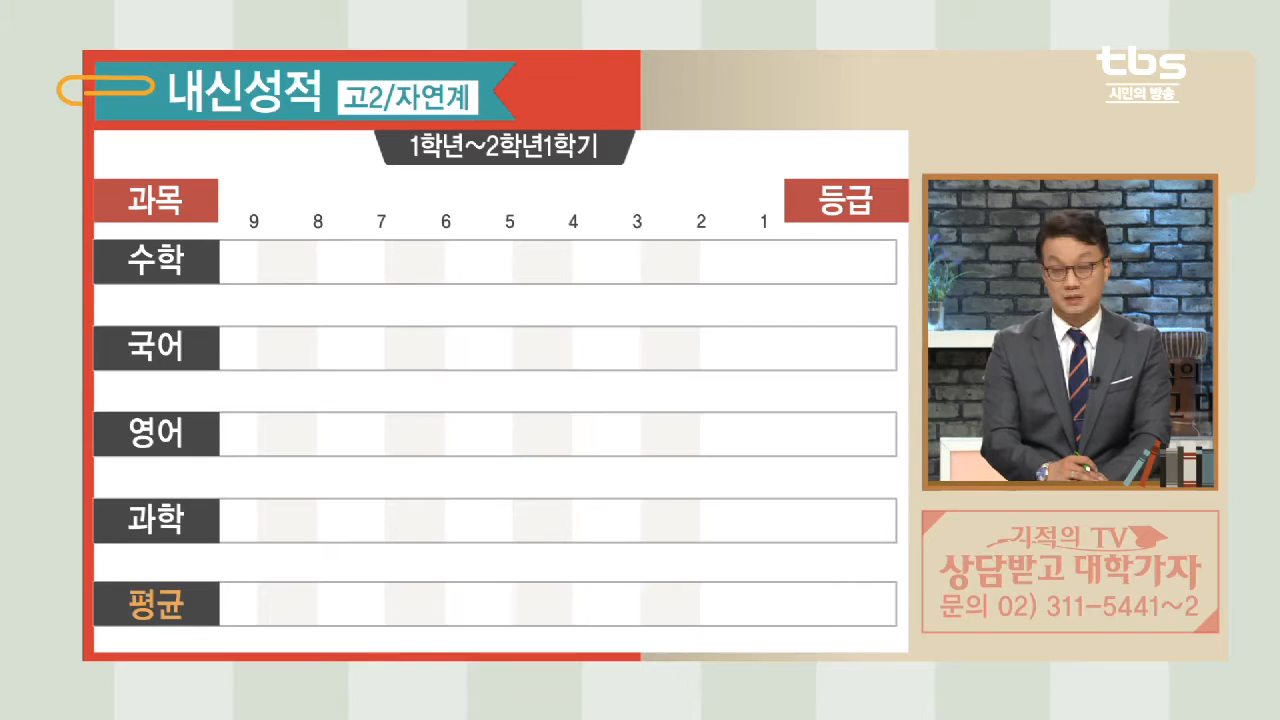 내신성적 고2/자연계
tbs
시민의 방송
1학년~2학년1학기
과목
등급
9 8 7 6 5 4 3 2 1
수학
국어
영어
과학
평균
기적의 TV
상담받고 대학가자
문의 02) 311-5441~2